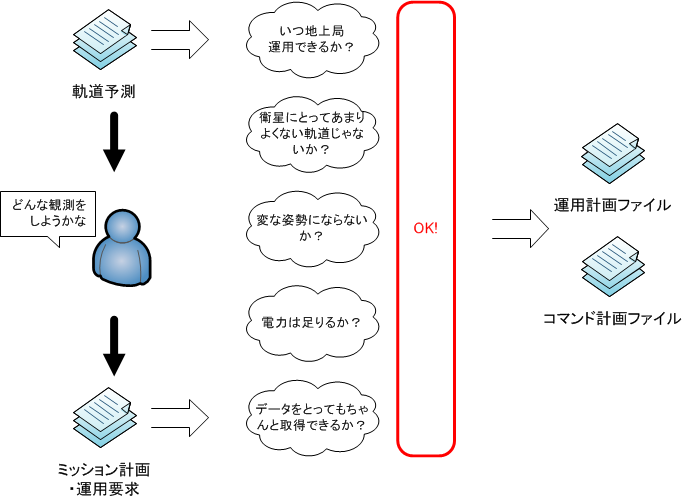 軌道予測
どんな観測を
しようかな
ミッション計画
・運用要求
いつ地上局
運用できるか？
衛星にとってあまり
よくない軌道じゃな
いか？
変な姿勢にならない
か？
電力は足りるか？
データをとってもちゃ
んと取得できるか？
OK!
運用計画ファイル
コマンド計画ファイル